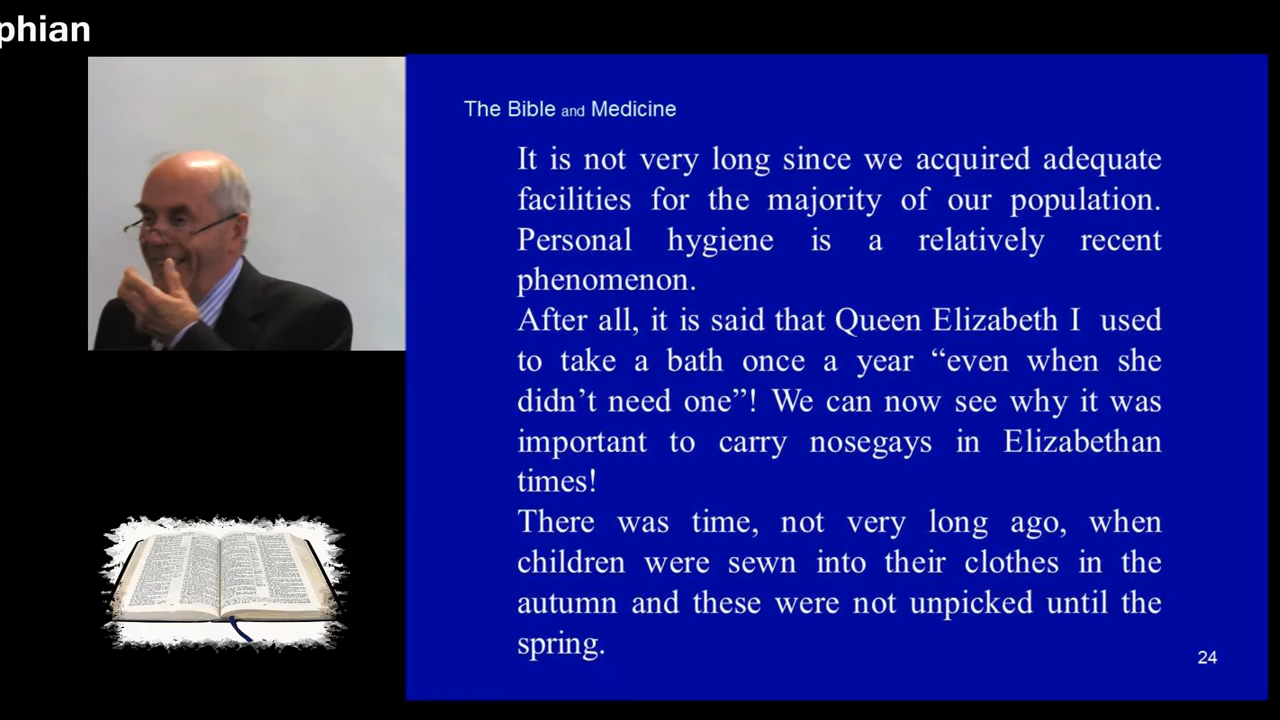 phian
The Bible and Medicine
It is not very long since we acquired adequate
facilities for the majority of our population.
Personal hygiene is a relatively recent
phenomenon.
After all, it is said that Queen Elizabeth I used
to take a bath once a year “even when she
didn’t need one”! We can now see why it was
important to carry nosegays in Elizabethan
times!
There was time, not very long ago, when
children were sewn into their clothes in the
autumn and these were not unpicked until the
spring.
24